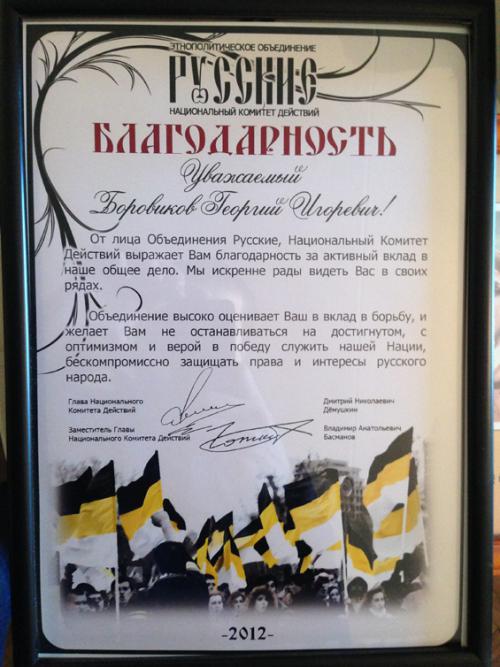 ЭТНОПОЛИТИЧЕСКОЕ ОБЪЕДИНЕНИЕ
РУССКИЕ
НАЦИОНАЛЬНЫЙ КОМИТЕТ ДЕЙСТВИЙ
БЛАГОДАРНОСТЬ
Уважаемый
Боровиков Георгий Игоревич!
От лица Объединения Русские, Национальный Комитет
Действий выражает Вам благодарность за активный вклад в
наше общее дело. Мы искренне рады видеть Вас в своих
рядах.
Объединение высоко оценивает Ваш в вклад в борьбу, и
желает Вам не останавливаться на достигнутом, с
оптимизмом и верой в победу служить нашей Нации,
бескомпромиссно защищать права и интересы русского
народа.
Глава Национального
Комитета Действий
Дмитрий Николаевич
Дёмушкин
Заместитель Главы
Национального Комитета Действий
Владимир Анатольевич
Басманов
-2012-